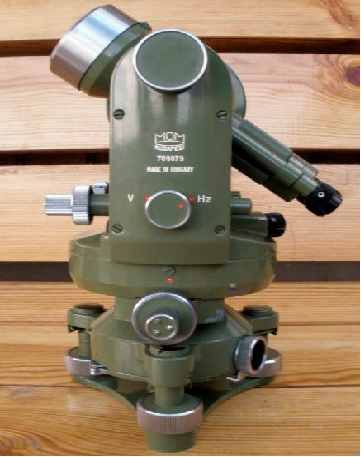 MOM
BUDAPEST
789879
MADE IN HUNGARY
V Hz